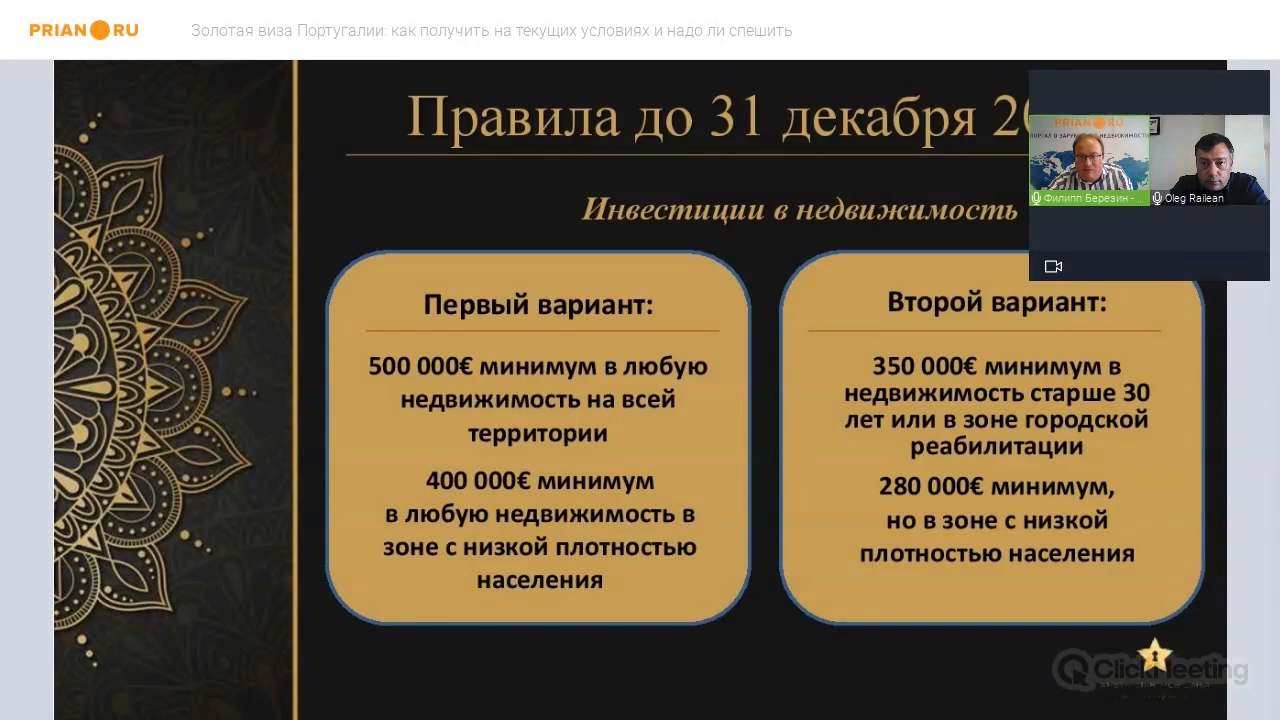 PRIAN RU
Золотая виза Португалии: как получить на текущих условиях и надо ли спешить
Правила до 31 декабря 20
Инвестиции в недвижимость
PRIAN RU
Филипп Березин - ...
Oleg Railean
Первый вариант:
500 000€ минимум в любую
недвижимость на всей
территории
400 000€ минимум
в любую недвижимость в
зоне с низкой плотностью
населения
Второй вариант:
350 000€ минимум в
недвижимость старше 30
лет или в зоне городской
реабилитации
280 000€ минимум,
но в зоне с низкой
плотностью населения
ClickMeeting